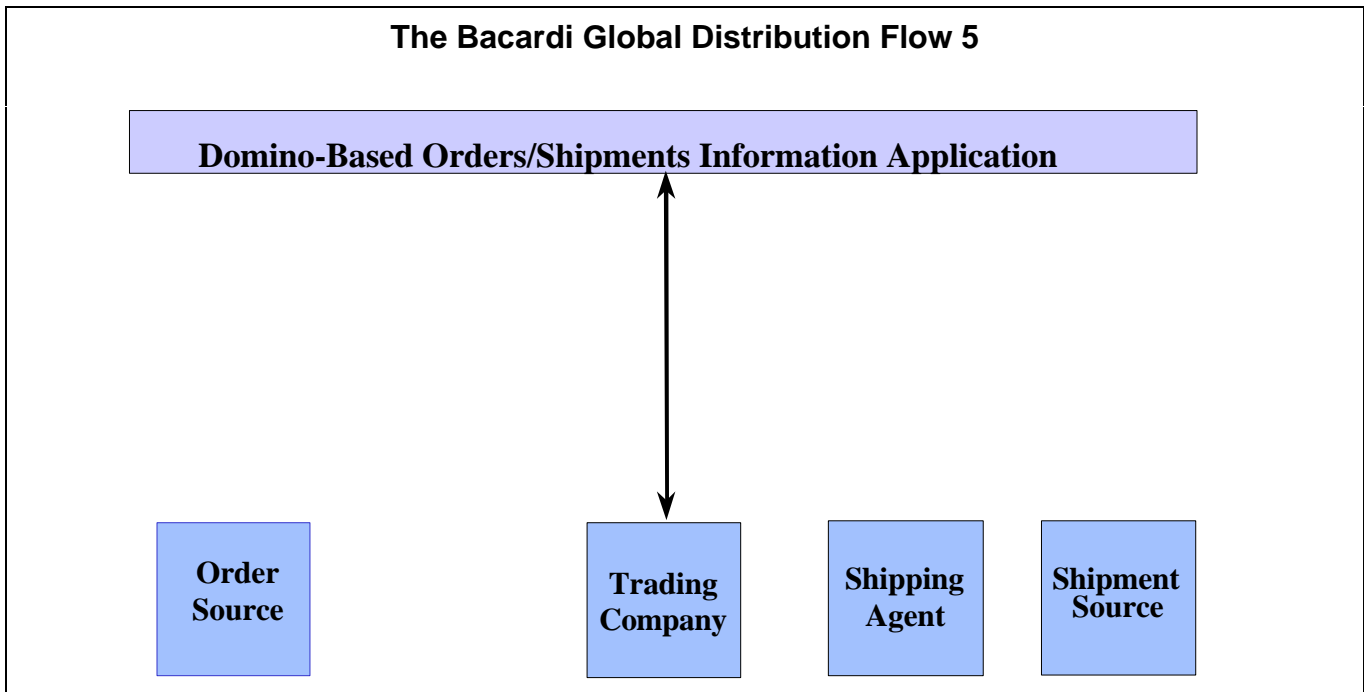 The Bacardi Global Distribution Flow 5
Domino-Based Orders/Shipments Information Application
Order
Source
Trading
Company
Shipping
Agent
Shipment
Source